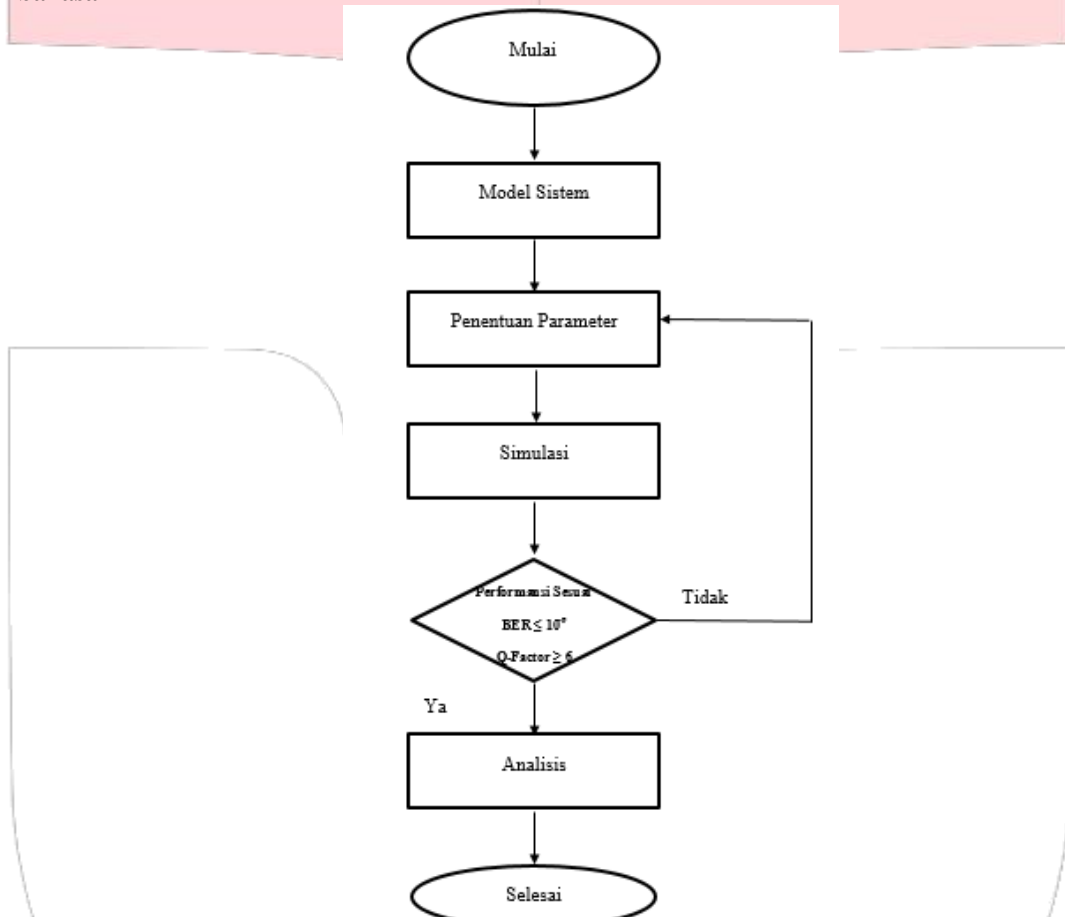 Mulai
Model Sistem
Penentuan Parameter
Simulasi
Performansi Sesuai
BER ≤ 10
Q-Factor ≥ 6
Tidak
Ya
Analisis
Selesai